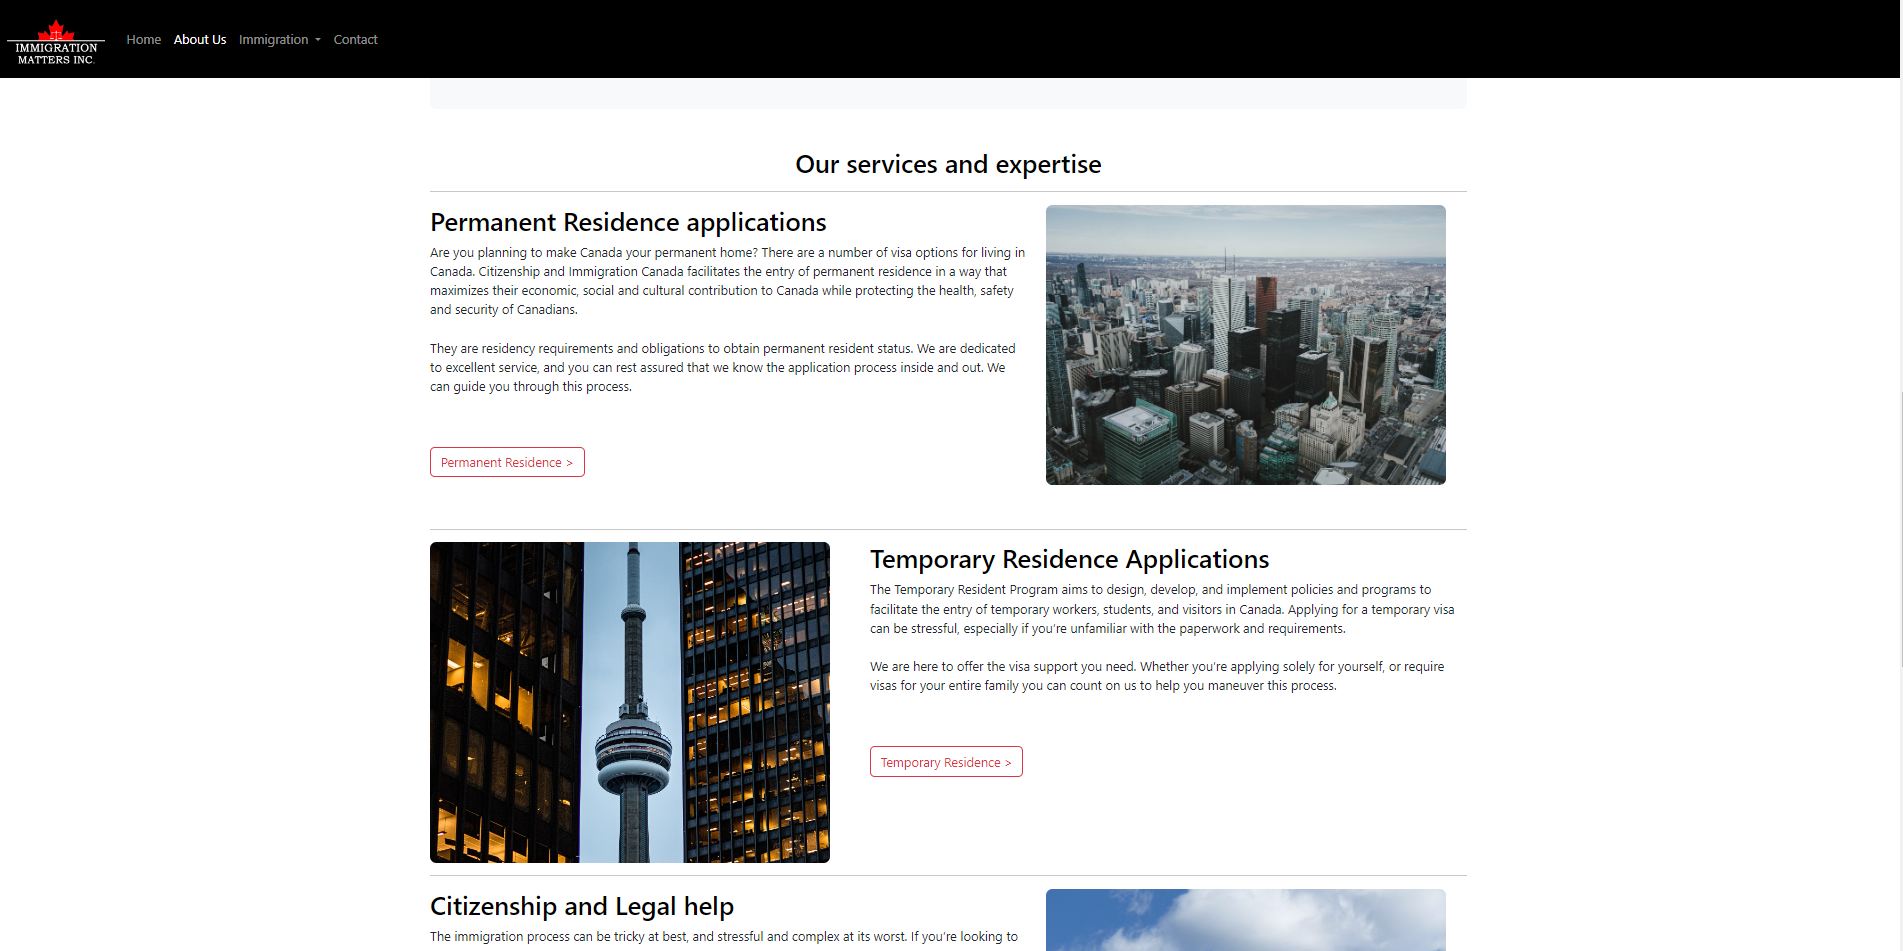 IMMIGRATION
MATTERS INC.
Home About Us Immigration Contact
Our services and expertise
Permanent Residence applications
Are you planning to make Canada your permanent home? There are a number of visa options for living in
Canada. Citizenship and Immigration Canada facilitates the entry of permanent residence in a way that
maximizes their economic, social and cultural contribution to Canada while protecting the health, safety
and security of Canadians.
They are residency requirements and obligations to obtain permanent resident status. We are dedicated
to excellent service, and you can rest assured that we know the application process inside and out. We
can guide you through this process.
Permanent Residence >
Temporary Residence Applications
The Temporary Resident Program aims to design, develop, and implement policies and programs to
facilitate the entry of temporary workers, students, and visitors in Canada. Applying for a temporary visa
can be stressful, especially if you’re unfamiliar with the paperwork and requirements.
We are here to offer the visa support you need. Whether you’re applying solely for yourself, or require
visas for your entire family you can count on us to help you maneuver this process.
Temporary Residence >
Citizenship and Legal help
The immigration process can be tricky at best, and stressful and complex at its worst. If you’re looking to